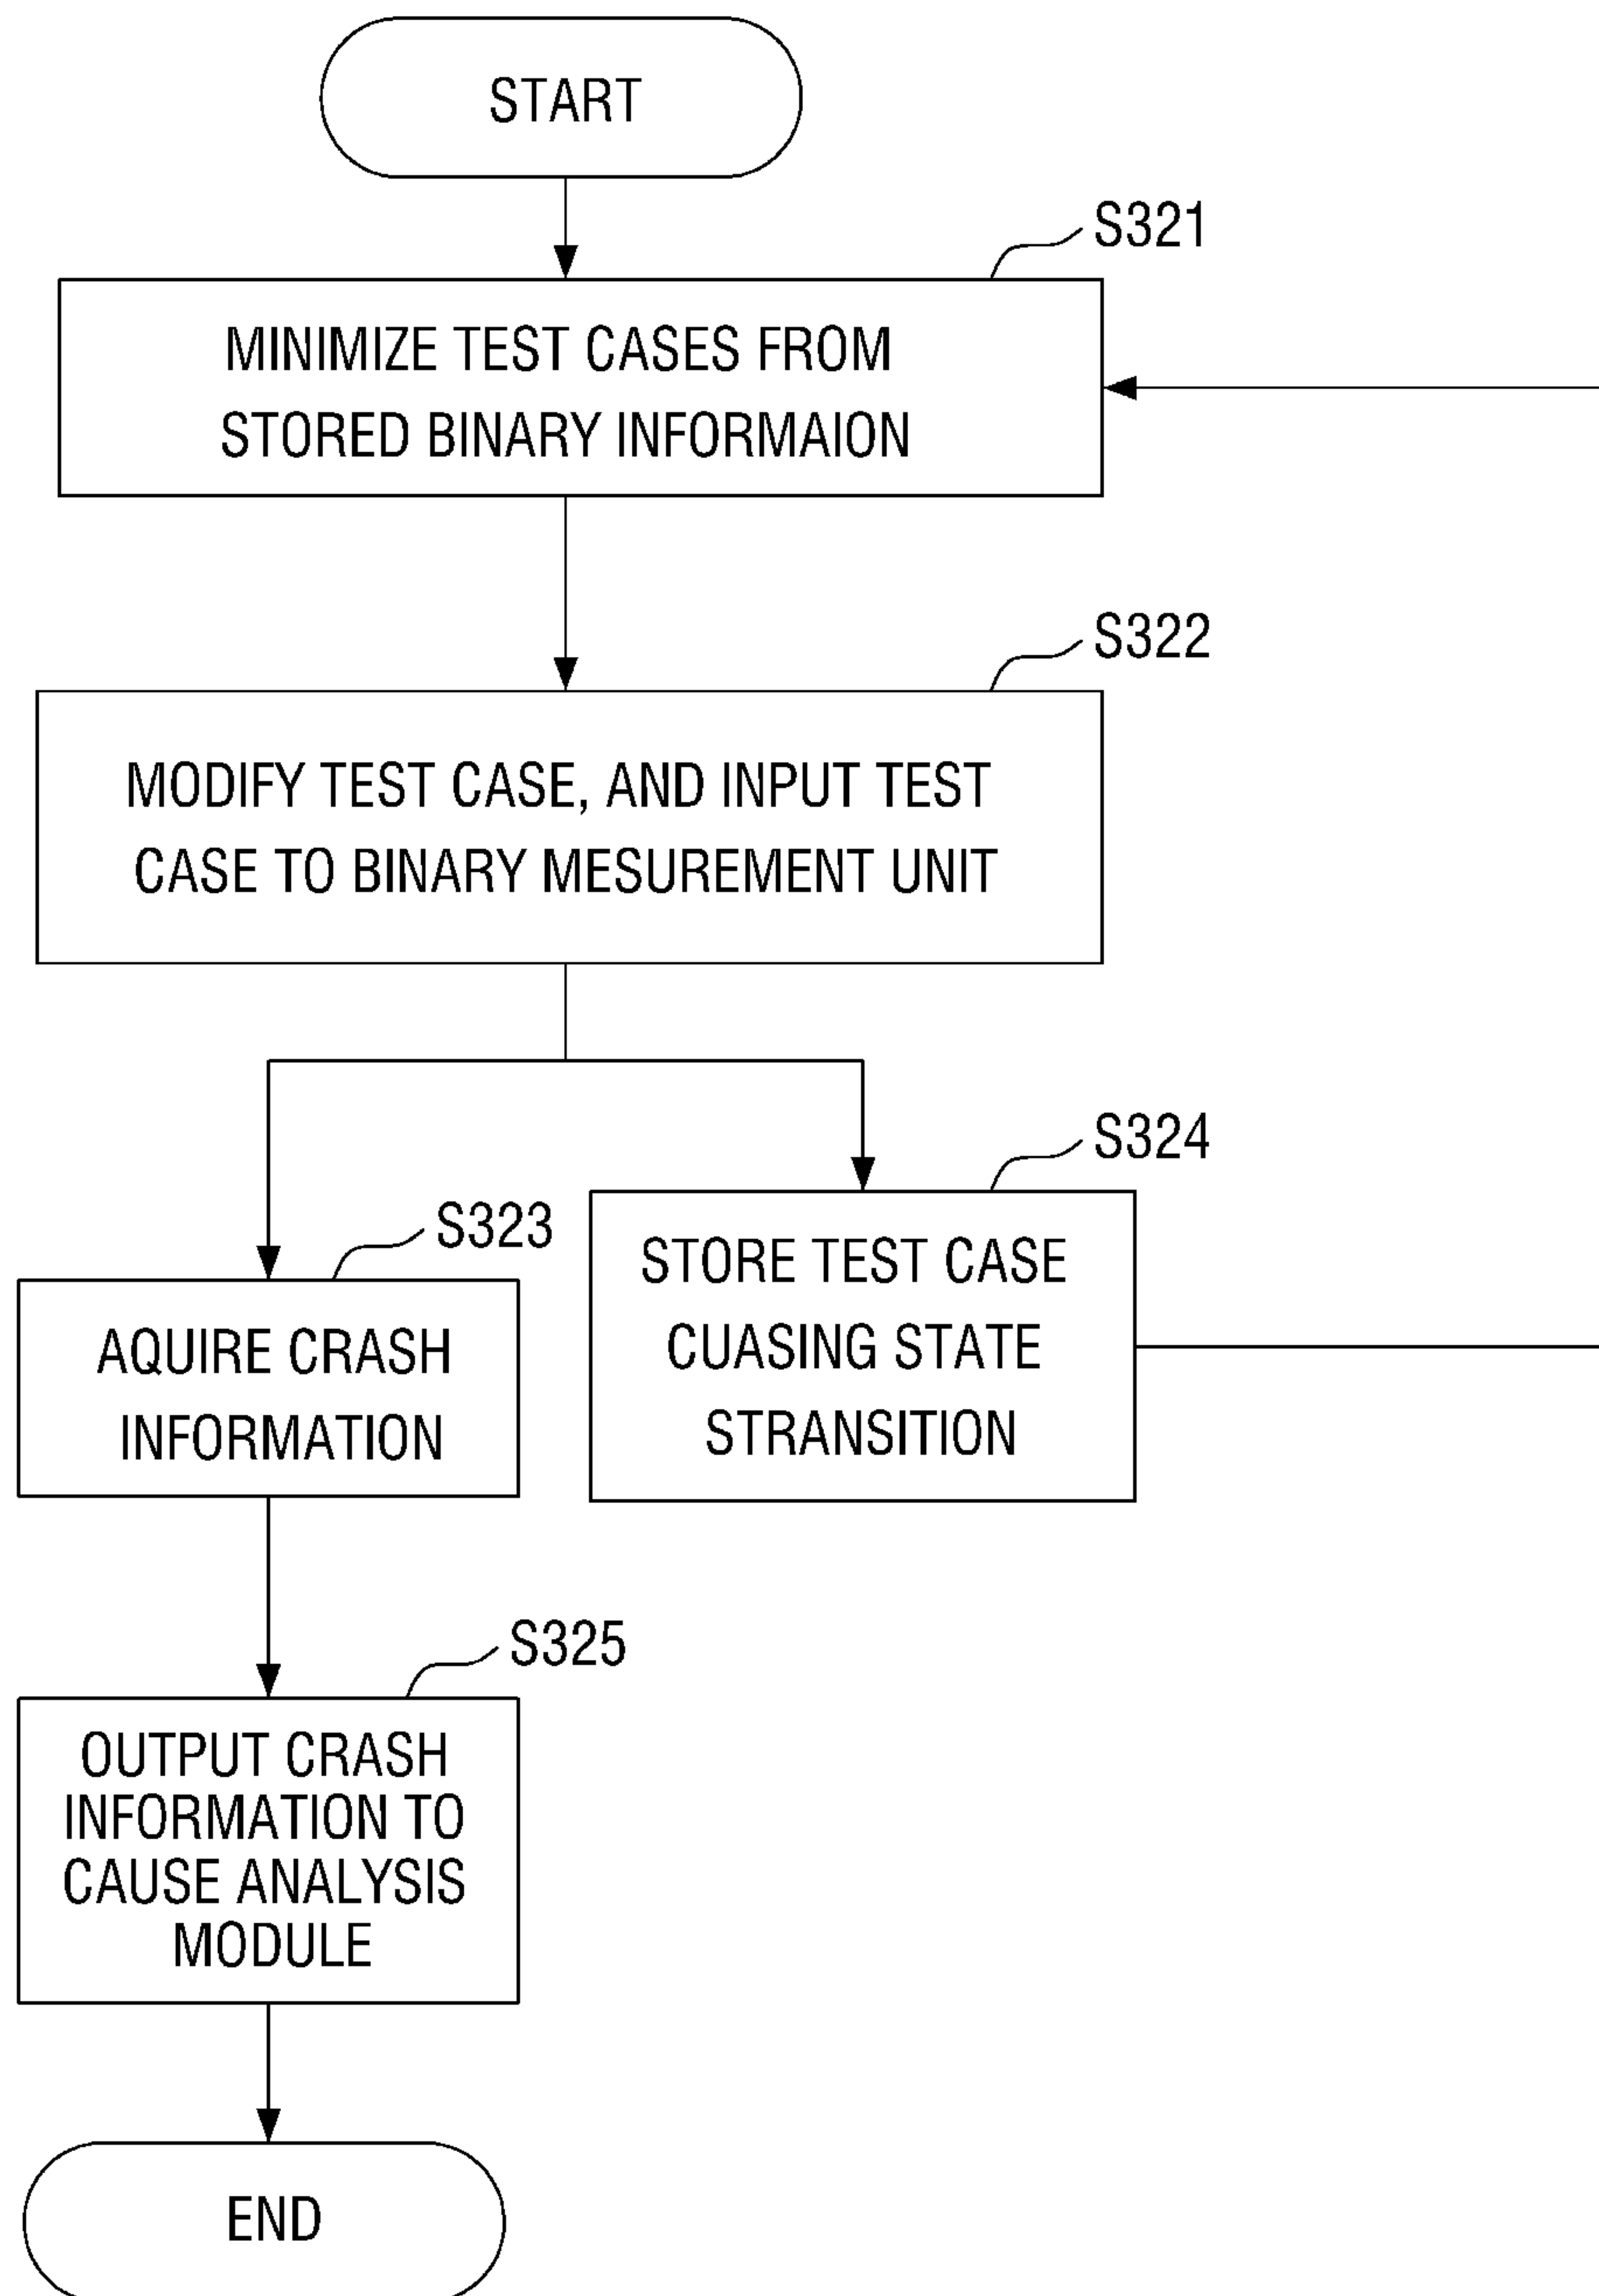 START
S321
MINIMIZE TEST CASES FROM
STORED BINARY INFORMAION
S322
MODIFY TEST CASE, AND INPUT TEST
CASE TO BINARY MESUREMENT UNIT
S323
AQUIRE CRASH
INFORMATION
S324
STORE TEST CASE
CUASING STATE
STRANSITION
S325
OUTPUT CRASH
INFORMATION TO
CAUSE ANALYSIS
MODULE
END